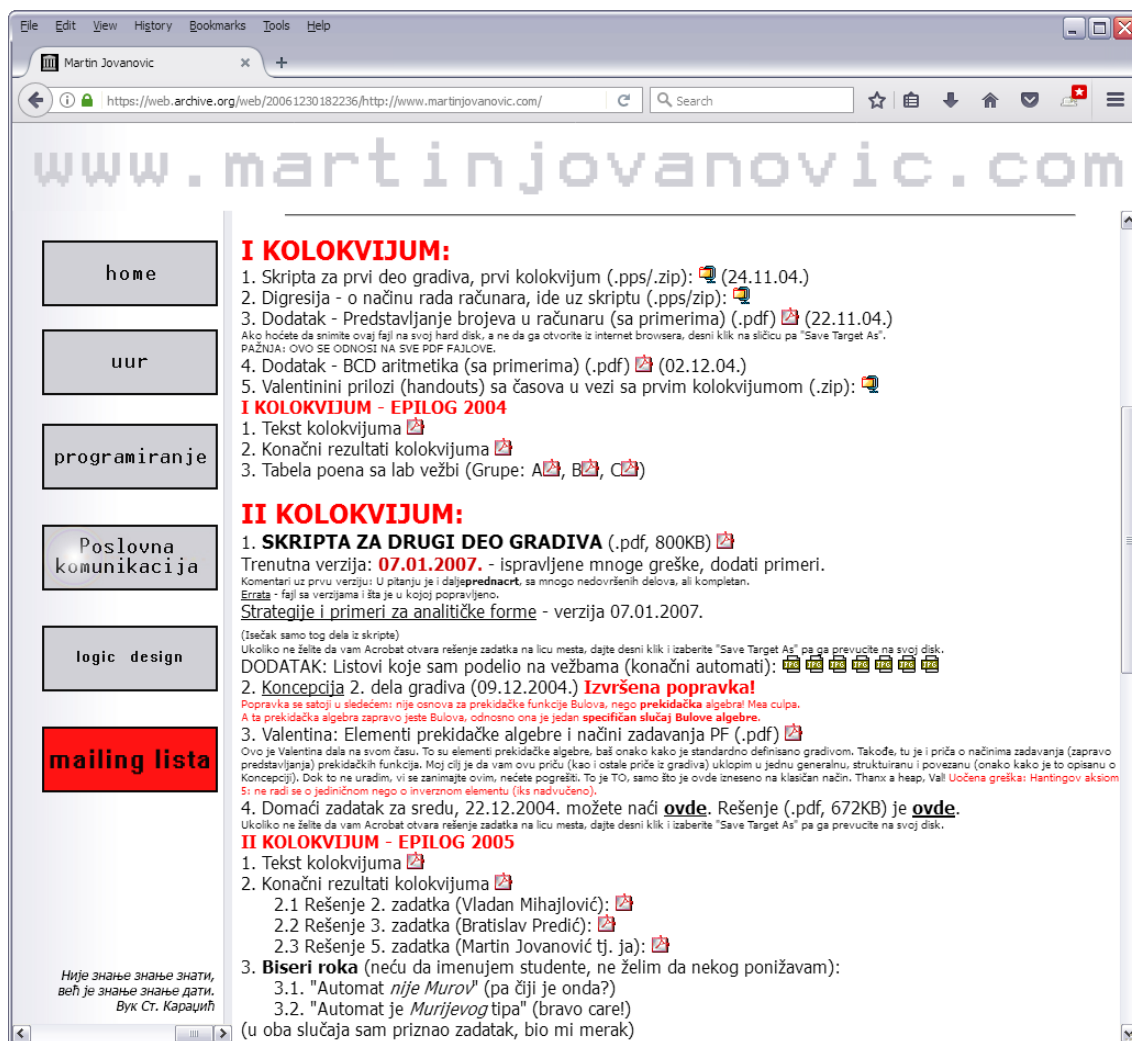 File Edit View History Bookmarks Tools Help
Martin Jovanovic
https://web.archive.org/web/20061230182236/http://www.martinjovanovic.com/
Search
www.martinjovanovic.com
home
uur
programiranje
Poslovna
komunikacija
logic design
mailing lista
Није знање знање знати,
већ је знање знање дати.
Вук Ст. Караџић
I KOLOKVIJUM:
1. Skripta za prvi deo gradiva, prvi kolokvijum (.pps/.zip): (24.11.04.)
2. Digresija - o načinu rada računara, ide uz skriptu (.pps/zip):
3. Dodatak - Predstavljanje brojeva u računaru (sa primerima) (.pdf) (22.11.04.)
Ako hoćete da snimite ovaj fajl na svoj hard disk, a ne da ga otvorite iz internet browsera, desni klik na sličicu pa "Save Target As".
PAŽNJA: OVO SE ODNOSI NA SVE PDF FAJLOVE.
4. Dodatak - BCD aritmetika (sa primerima) (.pdf) (02.12.04.)
5. Valentinini prilozi (handouts) sa časova u vezi sa prvim kolokvijumom (.zip):
I KOLOKVIJUM - EPILOG 2004
1. Tekst kolokvijuma
2. Konačni rezultati kolokvijuma
3. Tabela poena sa lab vežbi (Grupe: A, B, C)
II KOLOKVIJUM:
1. SKRIPTA ZA DRUGI DEO GRADIVA (.pdf, 800KB)
Trenutna verzija: 07.01.2007. - ispravljene mnoge greške, dodati primeri.
Komentari uz prvu verziju: U pitanju je i daljeprednacrt, sa mnogo nedovršenih delova, ali kompletan.
Errata - fajl sa verzijama i šta je u kojoj popravljeno.
Strategije i primeri za analitičke forme - verzija 07.01.2007.
(Isečak samo tog dela iz skripte)
Ukoliko ne želite da vam Acrobat otvara rešenje zadatka na licu mesta, dajte desni klik i izaberite "Save Target As" pa ga prevucite na svoj disk.
DODATAK: Listovi koje sam podelio na vežbama (konačni automati): JPG JPG JPG JPG JPG JPG JPG
2. Koncepcija 2. dela gradiva (09.12.2004.) Izvršena popravka!
Popravka se satoji u sledećem: nije osnova za prekidačke funkcije Bulova, nego prekidačka algebra! Mea culpa.
A ta prekidačka algebra zapravo jeste Bulova, odnosno ona je jedan specifičan slučaj Bulove algebre.
3. Valentina: Elementi prekidačke algebre i načini zadavanja PF (.pdf)
Ovo je Valentina dala na svom času. To su elementi prekidačke algebre, baš onako kako je standardno definisano gradivom. Takođe, tu je i priča o načinima zadavanja (zapravo
predstavljanja) prekidačkih funkcija. Moj cilj je da vam ovu priču (kao i ostale priče iz gradiva) uklopim u jednu generalnu, struktuiranu i povezanu (onako kako je to opisano u
Koncepciji). Dok to ne uradim, vi se zanimajte ovim, nećete pogrešiti. To je TO, samo što je ovde izneseno na klasičan način. Thanx a heap, Val! Uočena greška: Hantingov aksiom
5: ne radi se o jediničnom nego o inverznom elementu (iks nadvučeno).
4. Domaći zadatak za sredu, 22.12.2004. možete naći ovde. Rešenje (.pdf, 672KB) je ovde.
Ukoliko ne želite da vam Acrobat otvara rešenje zadatka na licu mesta, dajte desni klik i izaberite "Save Target As" pa ga prevucite na svoj disk.
II KOLOKVIJUM - EPILOG 2005
1. Tekst kolokvijuma
2. Konačni rezultati kolokvijuma
2.1 Rešenje 2. zadatka (Vladan Mihajlović):
2.2 Rešenje 3. zadatka (Bratislav Predić):
2.3 Rešenje 5. zadatka (Martin Jovanović tj. ja):
3. Biseri roka (neću da imenujem studente, ne želim da nekog ponižavam):
3.1. "Automat nije Murov" (pa čiji je onda?)
3.2. "Automat je Murijevog tipa" (bravo care!)
(u oba slučaja sam priznao zadatak, bio mi merak)